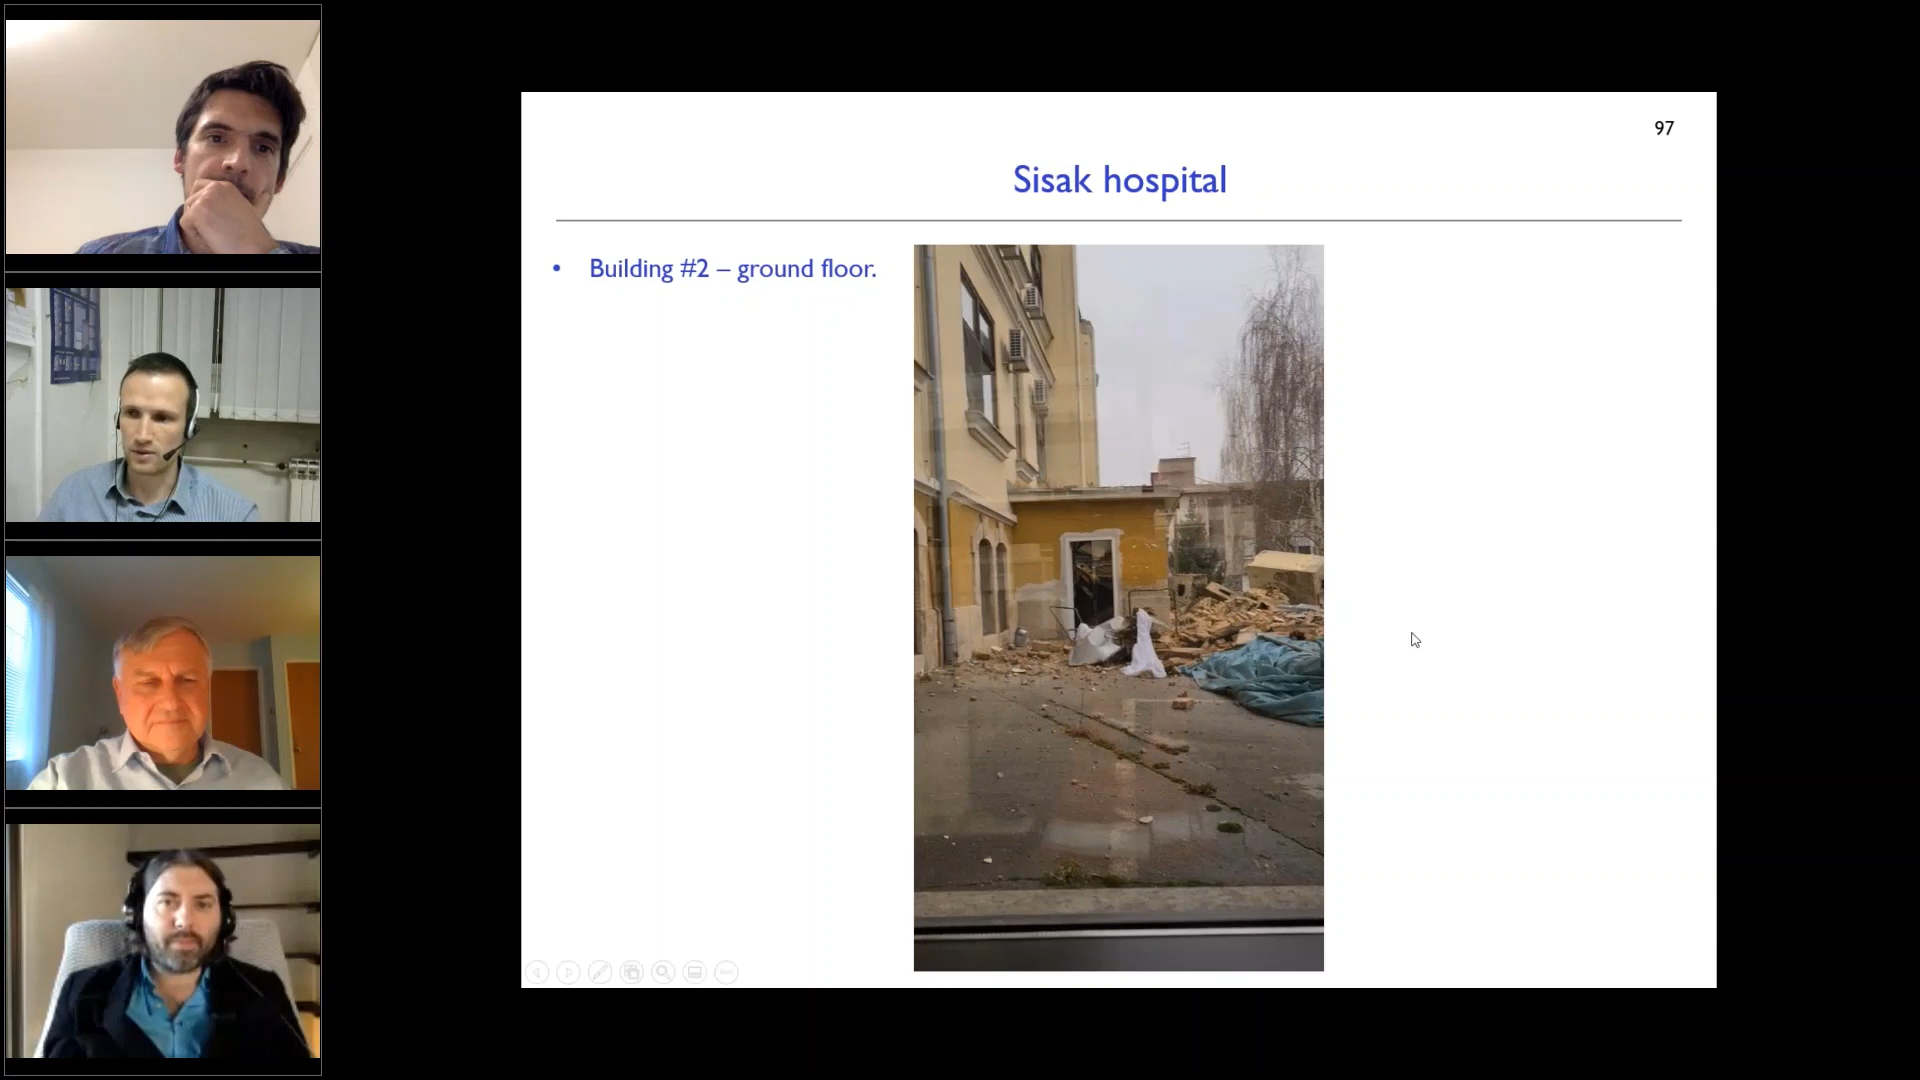 97
Sisak hospital
• Building #2 – ground floor.